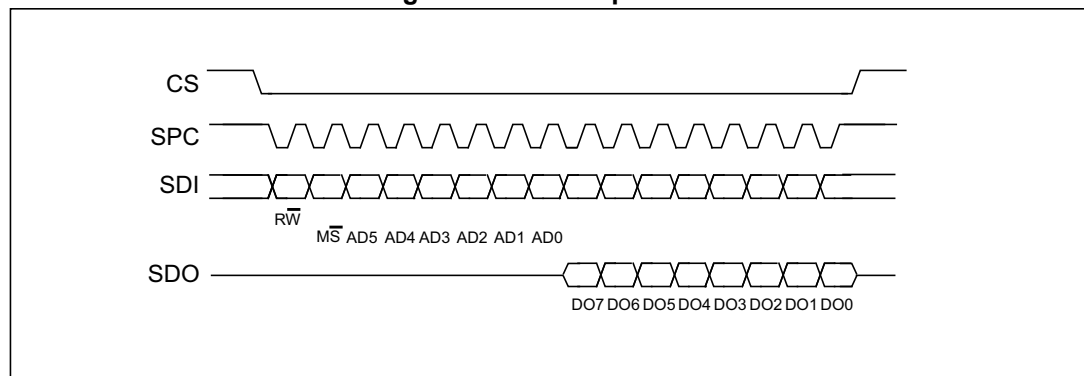 CS
SPC
SDI
RW̅
MS̅ AD5 AD4 AD3 AD2 AD1 AD0
SDO
DO7 DO6 DO5 DO4 DO3 DO2 DO1 DO0